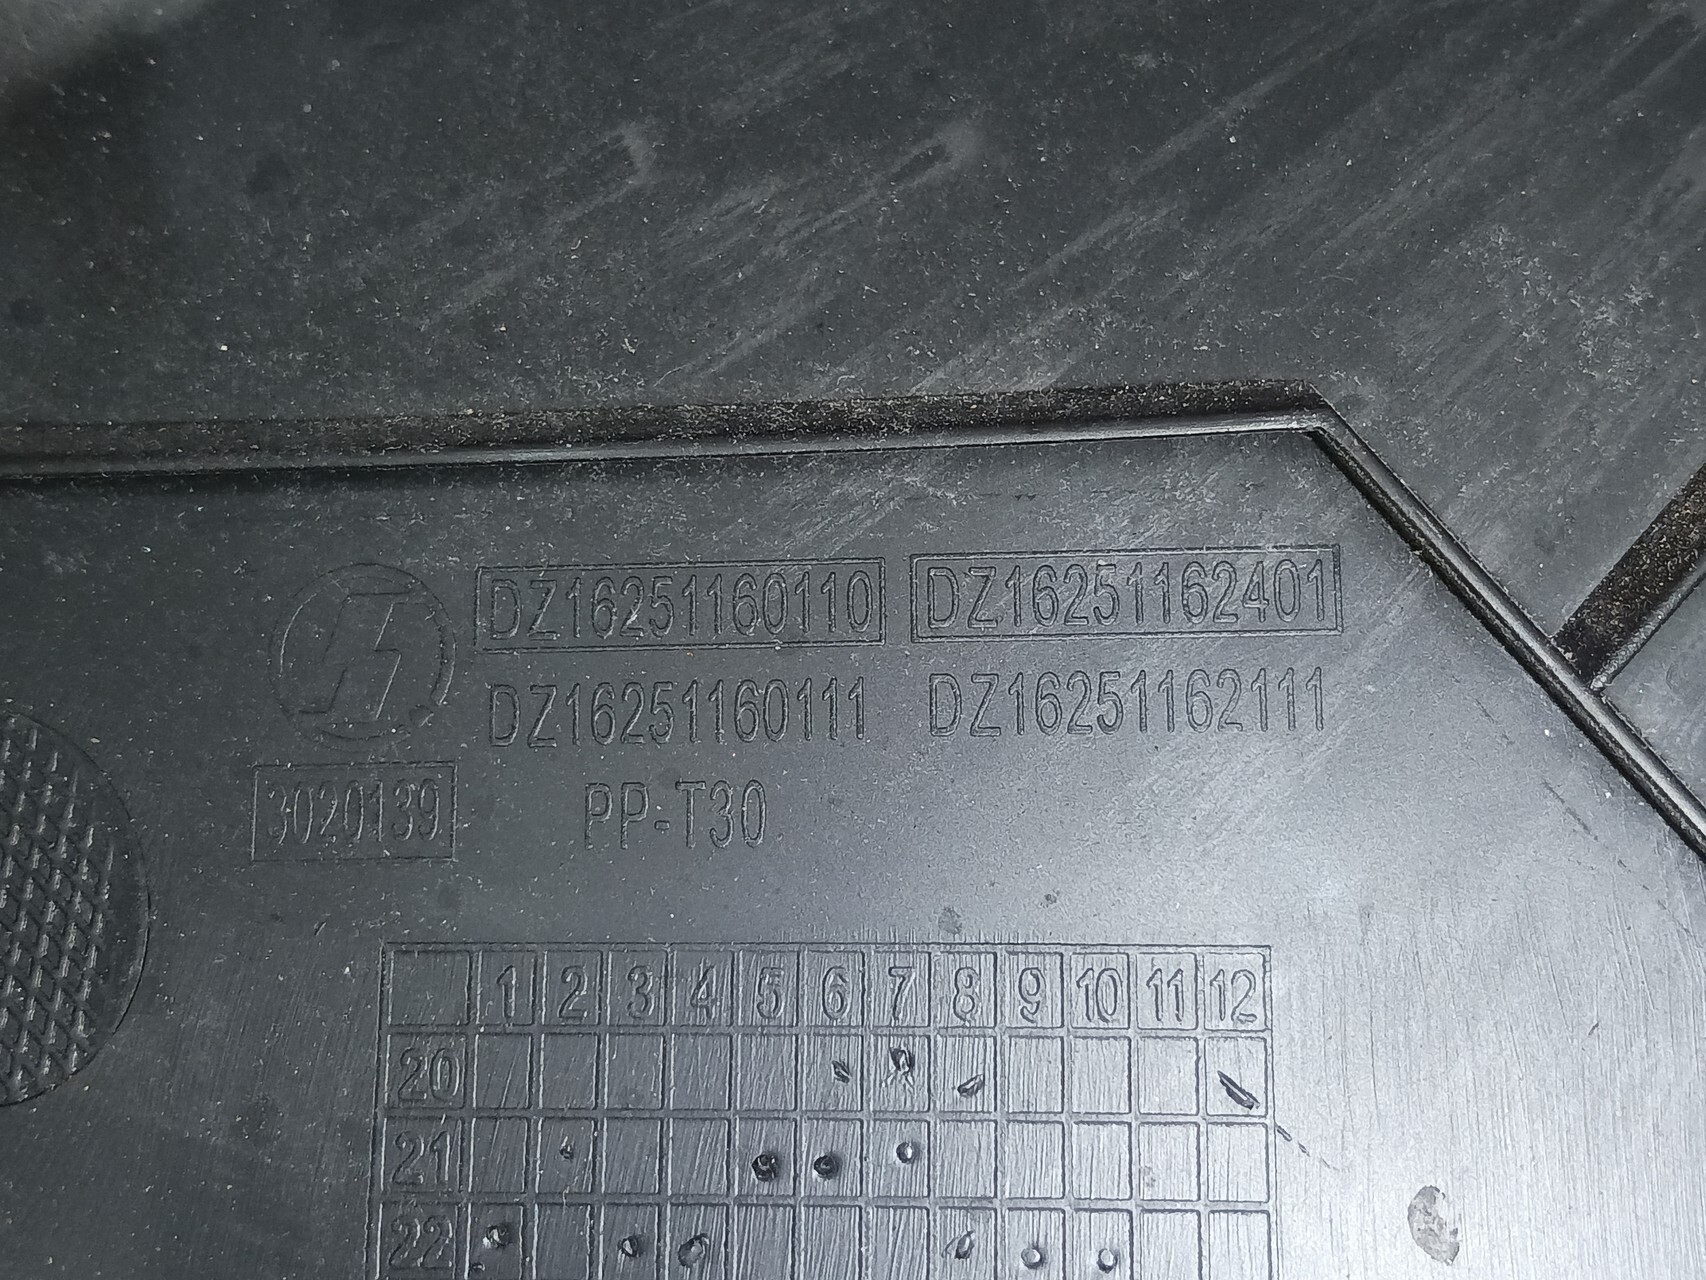 DZ16251160110 DZ16251162401
DZ16251160111 DZ16251162111
3020139 PP-T30
1 2 3 4 5 6 7 8 9 10 11 12
20
21
22